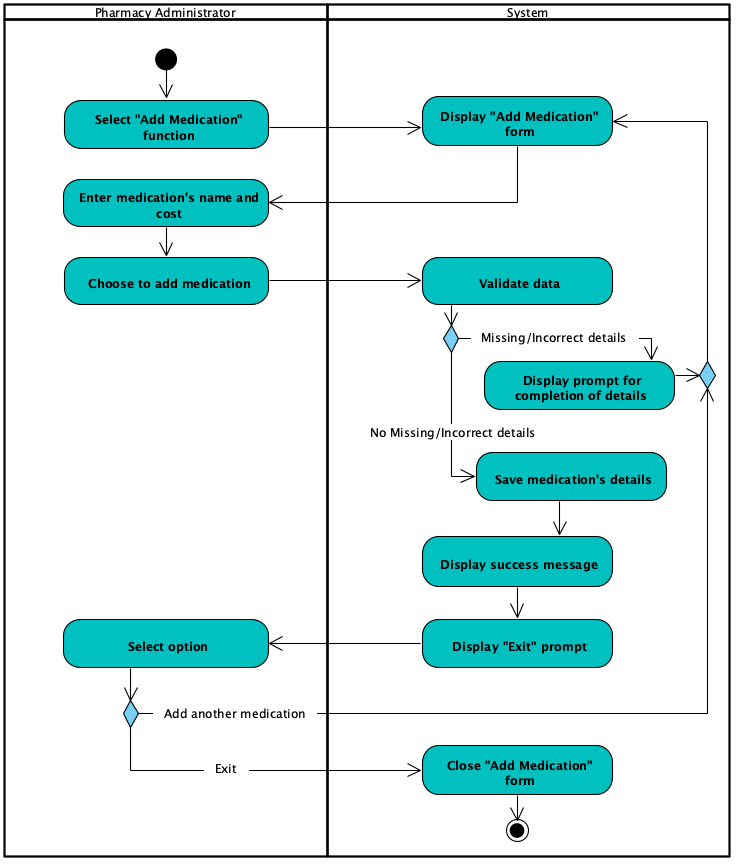 Pharmacy Administrator
System
Select "Add Medication"
function
Display "Add Medication"
form
Enter medication's name and
cost
Choose to add medication
Validate data
Missing/Incorrect details
Display prompt for
completion of details
No Missing/Incorrect details
Save medication's details
Display success message
Select option
Display "Exit" prompt
Add another medication
Exit
Close "Add Medication"
form